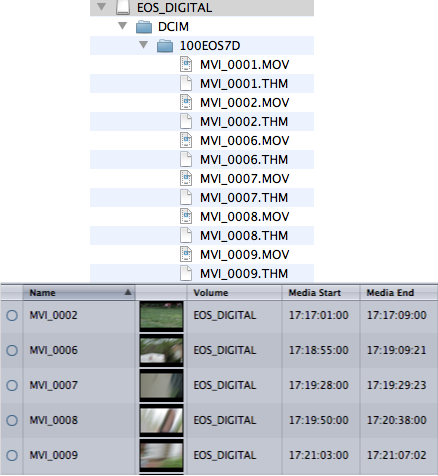 EOS_DIGITAL
DCIM
100EOS7D
MVI_0001.MOV
MVI_0001.THM
MVI_0002.MOV
MVI_0002.THM
MVI_0006.MOV
MVI_0006.THM
MVI_0007.MOV
MVI_0007.THM
MVI_0008.MOV
MVI_0008.THM
MVI_0009.MOV
MVI_0009.THM
Name Volume Media Start Media End
MVI_0002 EOS_DIGITAL 17:17:01:00 17:17:09:00
MVI_0006 EOS_DIGITAL 17:18:55:00 17:19:09:21
MVI_0007 EOS_DIGITAL 17:19:28:00 17:19:29:23
MVI_0008 EOS_DIGITAL 17:19:50:00 17:20:38:00
MVI_0009 EOS_DIGITAL 17:21:03:00 17:21:07:02